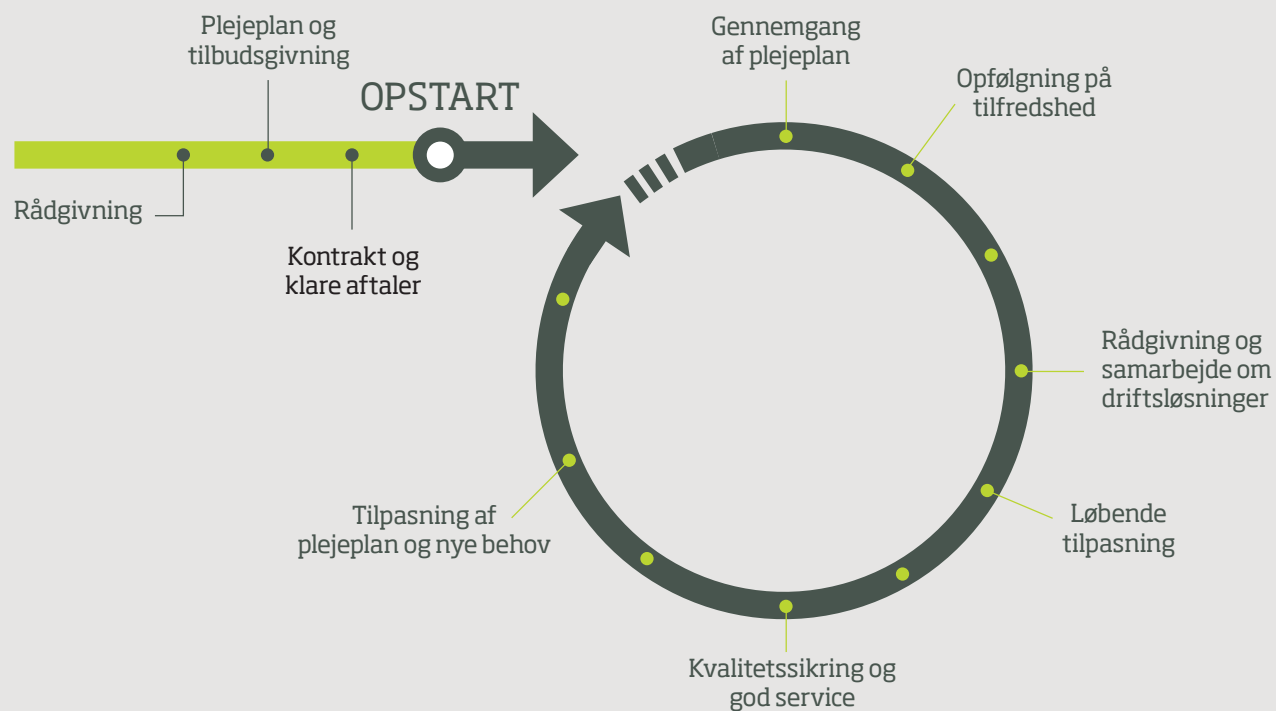 Plejeplan og
tilbudsgivning
OPSTART
Rådgivning
Kontrakt og
klare aftaler
Gennemgang
af plejeplan
Opfølgning på
tilfredshed
Rådgivning og
samarbejde om
driftsløsninger
Løbende
tilpasning
Kvalitetssikring og
god service
Tilpasning af
plejeplan og nye behov